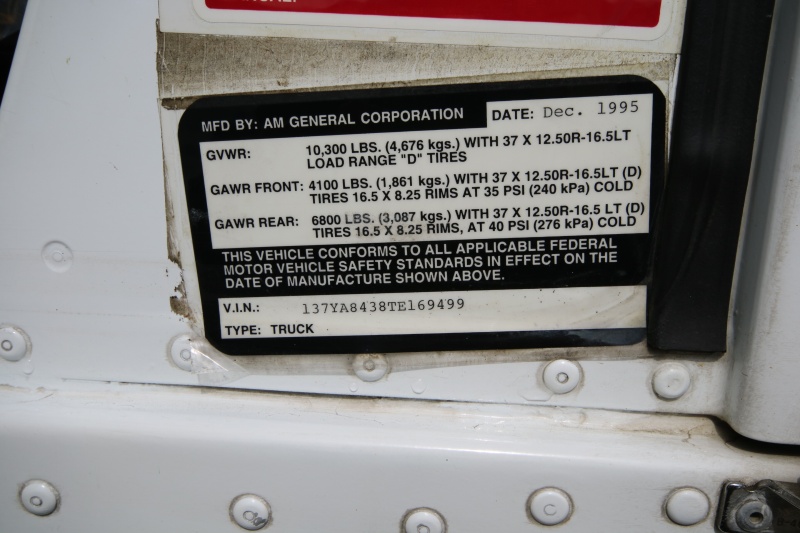 MFD BY: AM GENERAL CORPORATION DATE: Dec. 1995
GVWR: 10,300 LBS. (4,676 kgs.) WITH 37 X 12.50R-16.5LT
LOAD RANGE "D" TIRES
GAWR FRONT: 4100 LBS. (1,861 kgs.) WITH 37 X 12.50R-16.5LT (D)
TIRES 16.5 X 8.25 RIMS AT 35 PSI (240 kPa) COLD
GAWR REAR: 6800 LBS. (3,087 kgs.) WITH 37 X 12.50R-16.5 LT (D)
TIRES 16.5 X 8.25 RIMS, AT 40 PSI (276 kPa) COLD
THIS VEHICLE CONFORMS TO ALL APPLICABLE FEDERAL
MOTOR VEHICLE SAFETY STANDARDS IN EFFECT ON THE
DATE OF MANUFACTURE SHOWN ABOVE.
V.I.N.: 137YA8438TE169499
TYPE: TRUCK